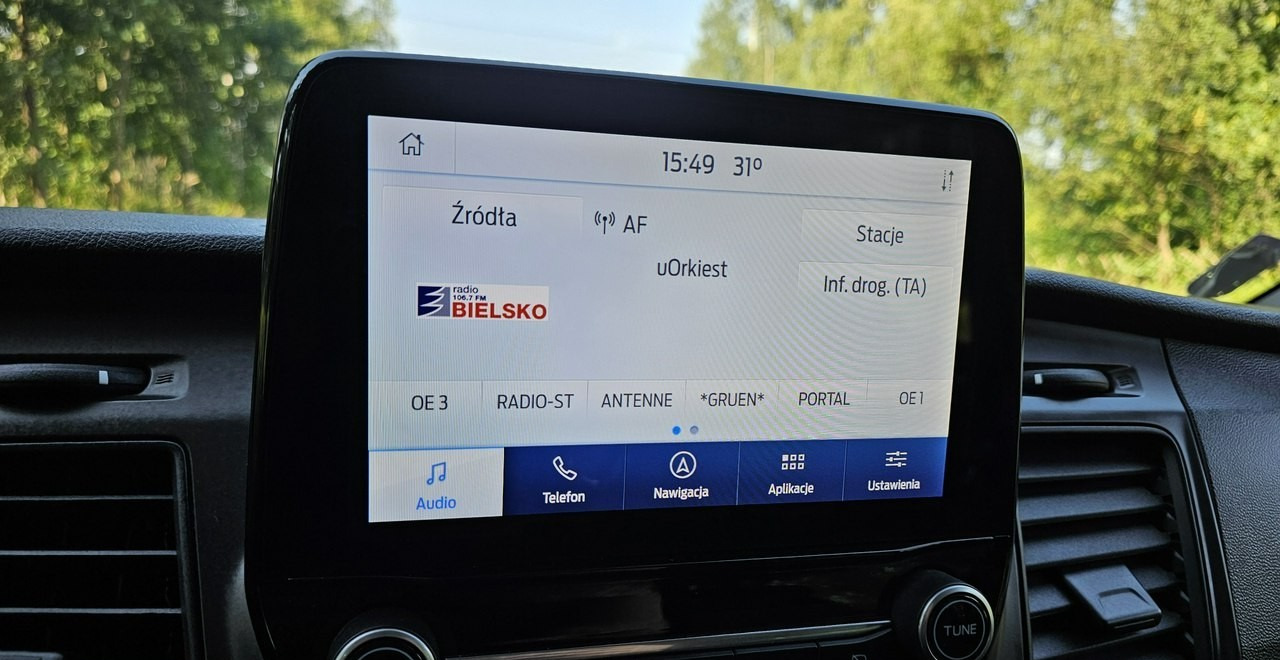 15:49 31°
Źródła
AF
Stacje
uOrkiest
Inf. drog. (TA)
radio
106.7 FM
BIELSKO
OE 3 RADIO-ST ANTENNE *GRUEN* PORTAL OE 1
Audio Telefon Nawigacja Aplikacje Ustawienia
TUNE